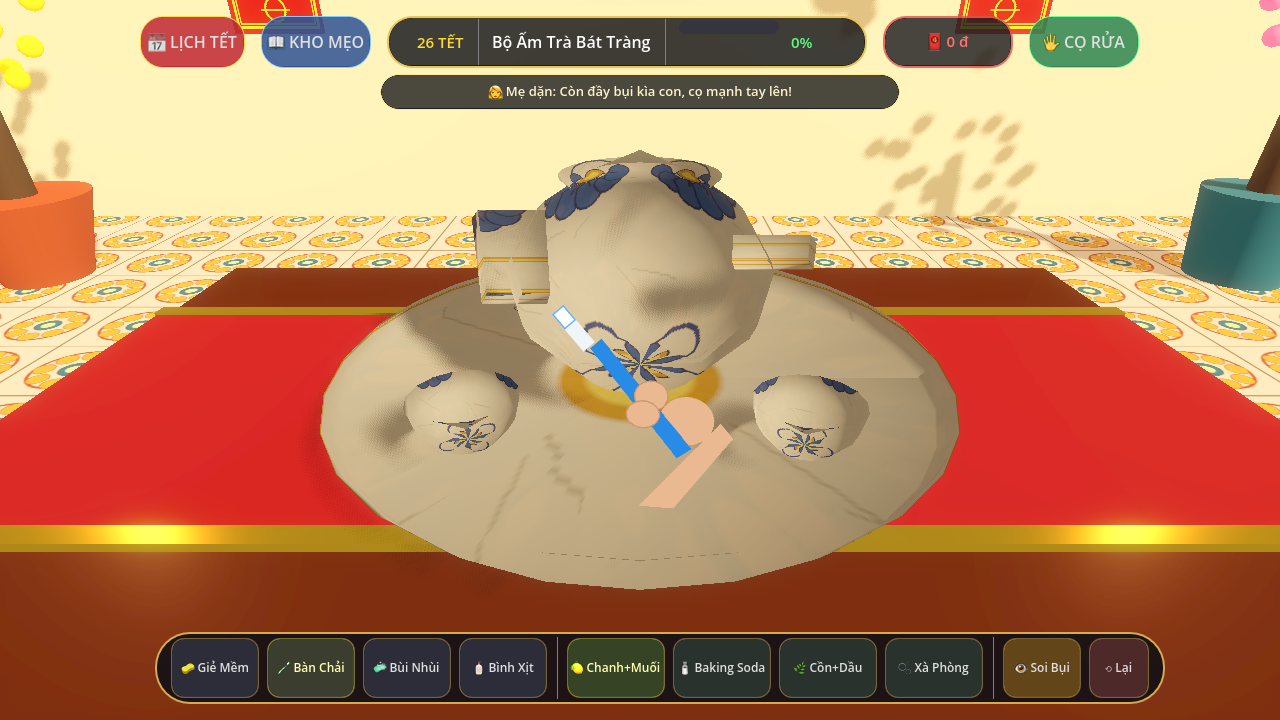 📅 LỊCH TẾT
📖 KHO MẸO
26 TẾT
Bộ Ấm Trà Bát Tràng
0%
🧧 0 đ
🖐 CỌ RỬA
👵 Mẹ dặn: Còn đầy bụi kìa con, cọ mạnh tay lên!
Giẻ Mềm
Bàn Chải
Bùi Nhùi
Bình Xịt
🍋 Chanh+Muối
🧂 Baking Soda
🌿 Cồn+Dầu
Xà Phòng
👁 Soi Bụi
⟲ Lại